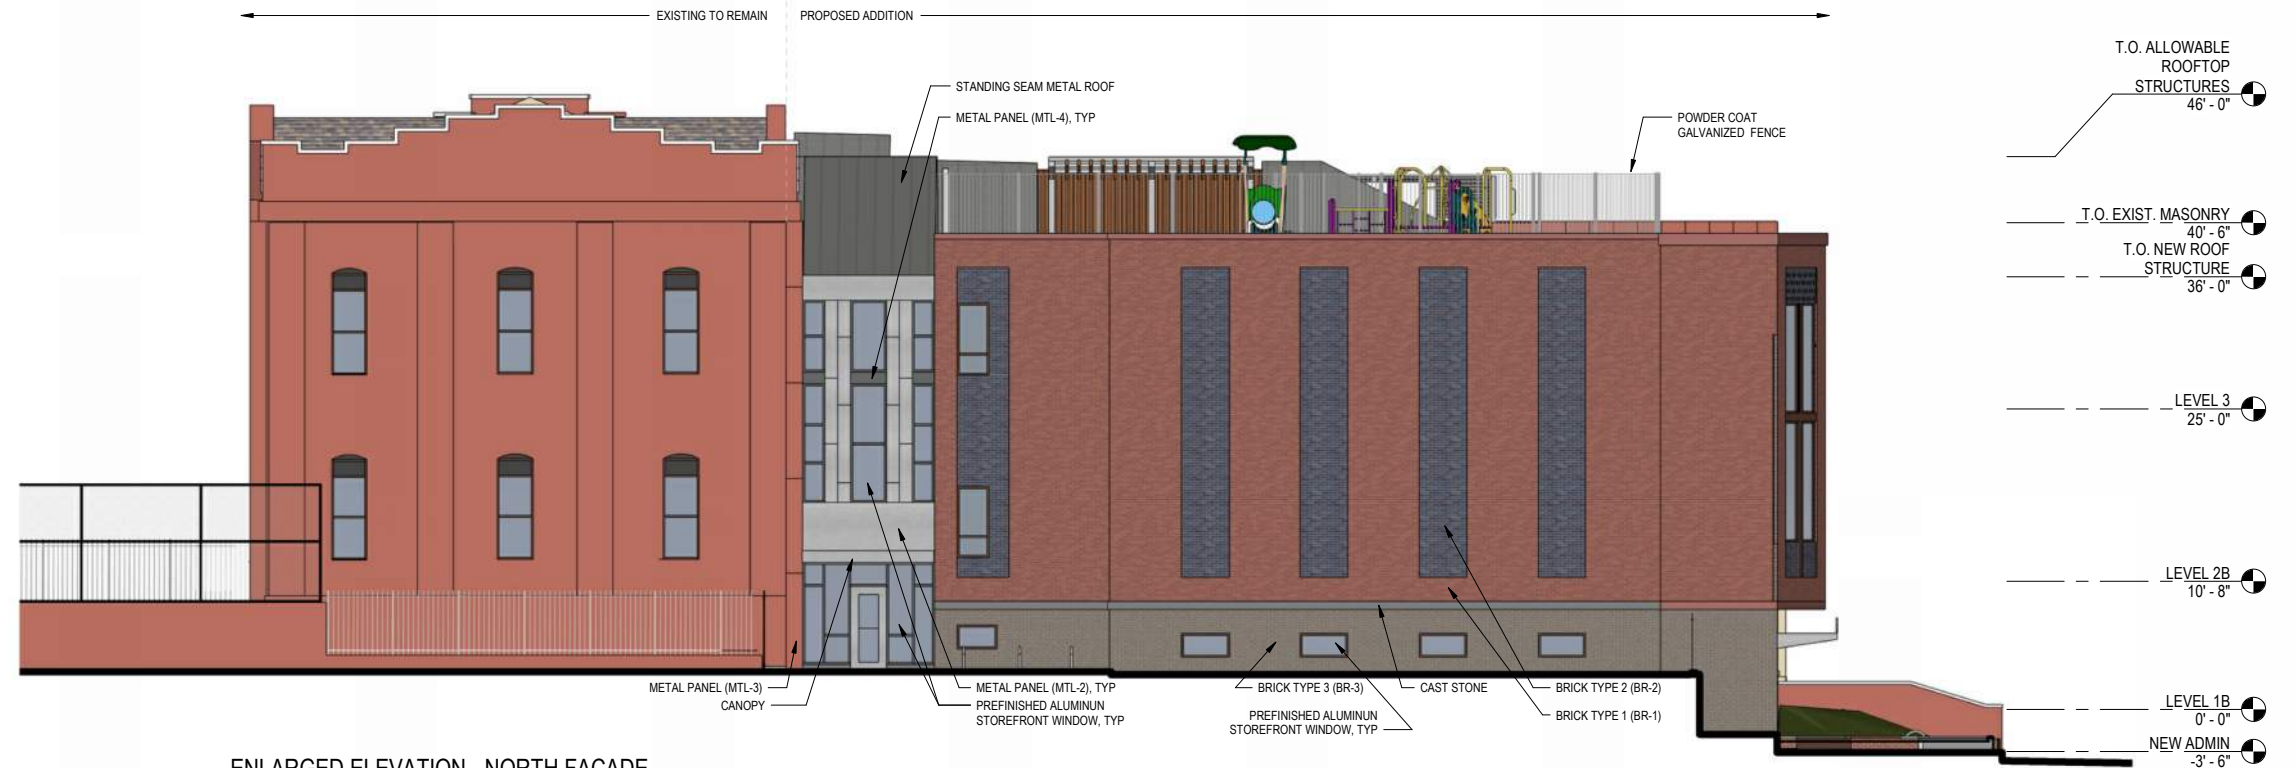 EXISTING TO REMAIN
PROPOSED ADDITION
STANDING SEAM METAL ROOF
METAL PANEL (MTL-4), TYP
POWDER COAT
GALVANIZED FENCE
T.O. ALLOWABLE
ROOFTOP
STRUCTURES
46' - 0"
T.O. EXIST. MASONRY
40' - 6"
T.O. NEW ROOF
STRUCTURE
36' - 0"
LEVEL 3
25' - 0"
LEVEL 2B
10' - 8"
LEVEL 1B
0' - 0"
NEW ADMIN
-3' - 6"
METAL PANEL (MTL-3)
CANOPY
METAL PANEL (MTL-2), TYP
PREFINISHED ALUMINUN
STOREFRONT WINDOW, TYP
BRICK TYPE 3 (BR-3)
PREFINISHED ALUMINUN
STOREFRONT WINDOW, TYP
CAST STONE
BRICK TYPE 2 (BR-2)
BRICK TYPE 1 (BR-1)
ENLARGED ELEVATION - NORTH FACADE